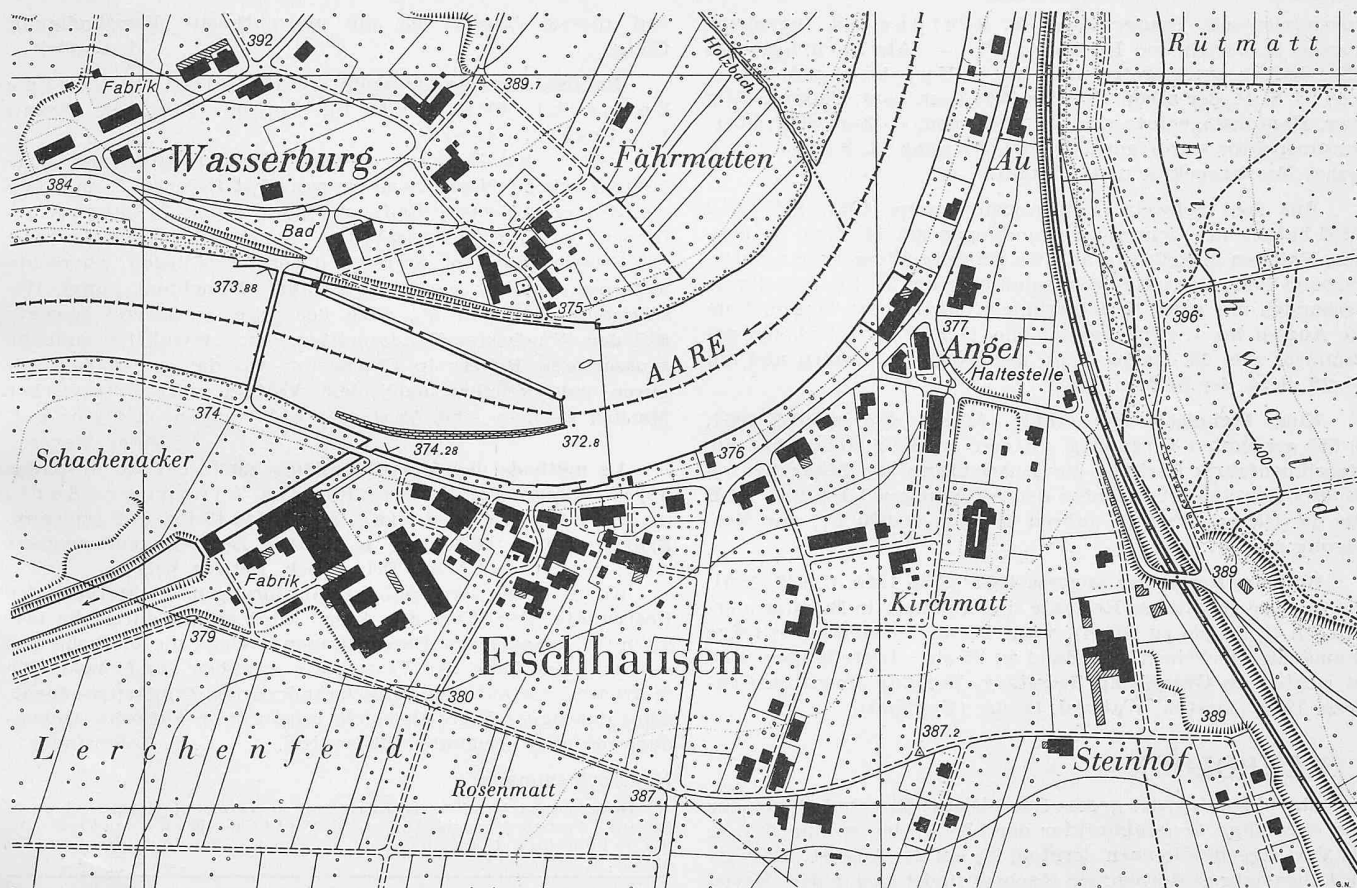 392
Holzbach
Rütmatt
Fabrik
389.7
Wasserburg
Fahrmatten
Au
Eichwald
384
Bad
396
373.88
375
377
Angel
Haltestelle
AARE
374
374.28
372.8
376
400
Schachenacker
Fabrik
Kirchmatt
389
379
Fischhausen
380
387.2
389
Lerchenfeld
Steinhof
Rosenmatt
387
G.N.